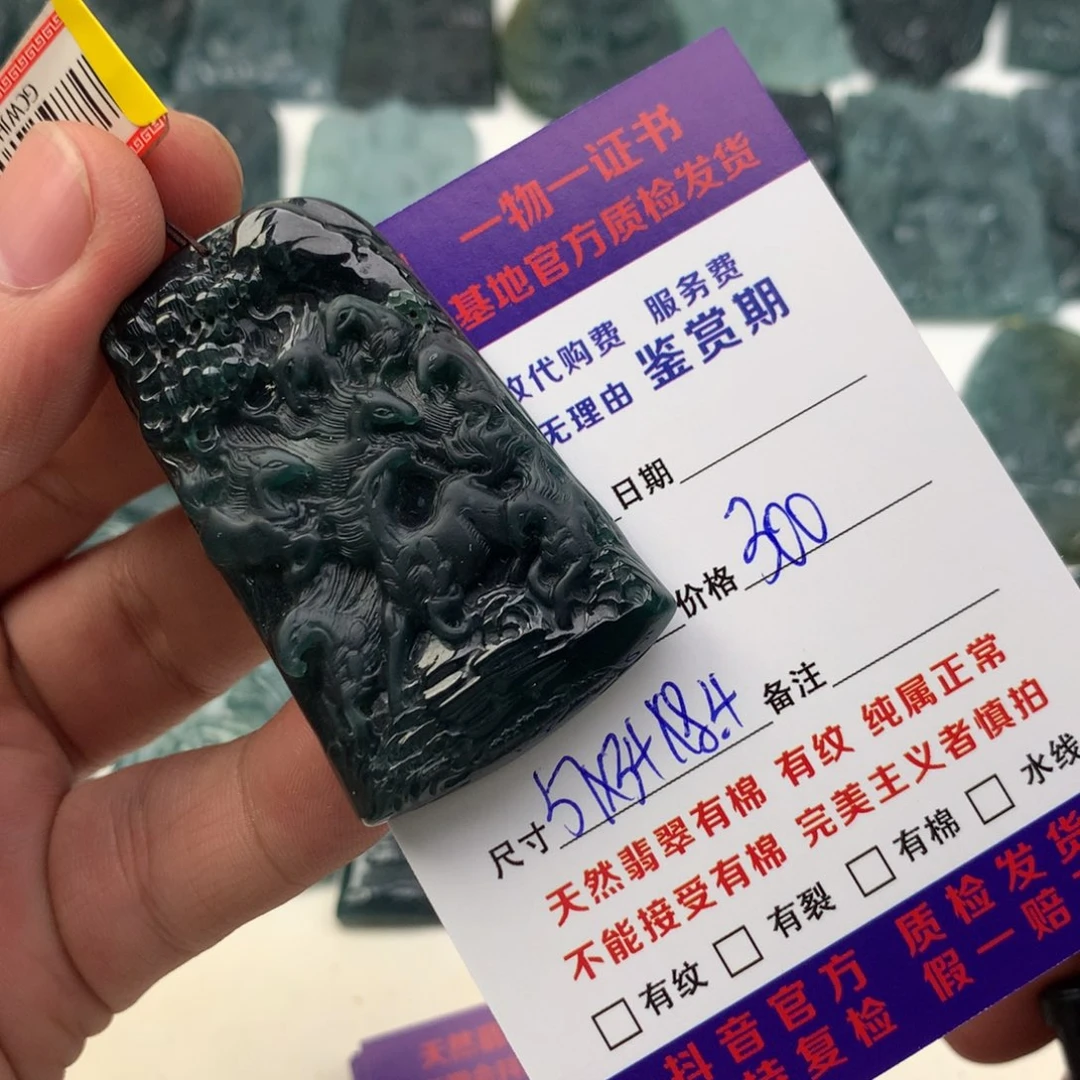 GCWJH
一物一证书
基地官方质检发货
收代购费 服务费
无理由 鉴赏期
日期
价格 300
尺寸 57X34X8.4 备注
天然翡翠有棉 有纹 纯属正常
不能接受有棉 完美主义者慎拍
有纹 有裂 有棉 水线
抖音官方 质检发货
复检 假一赔